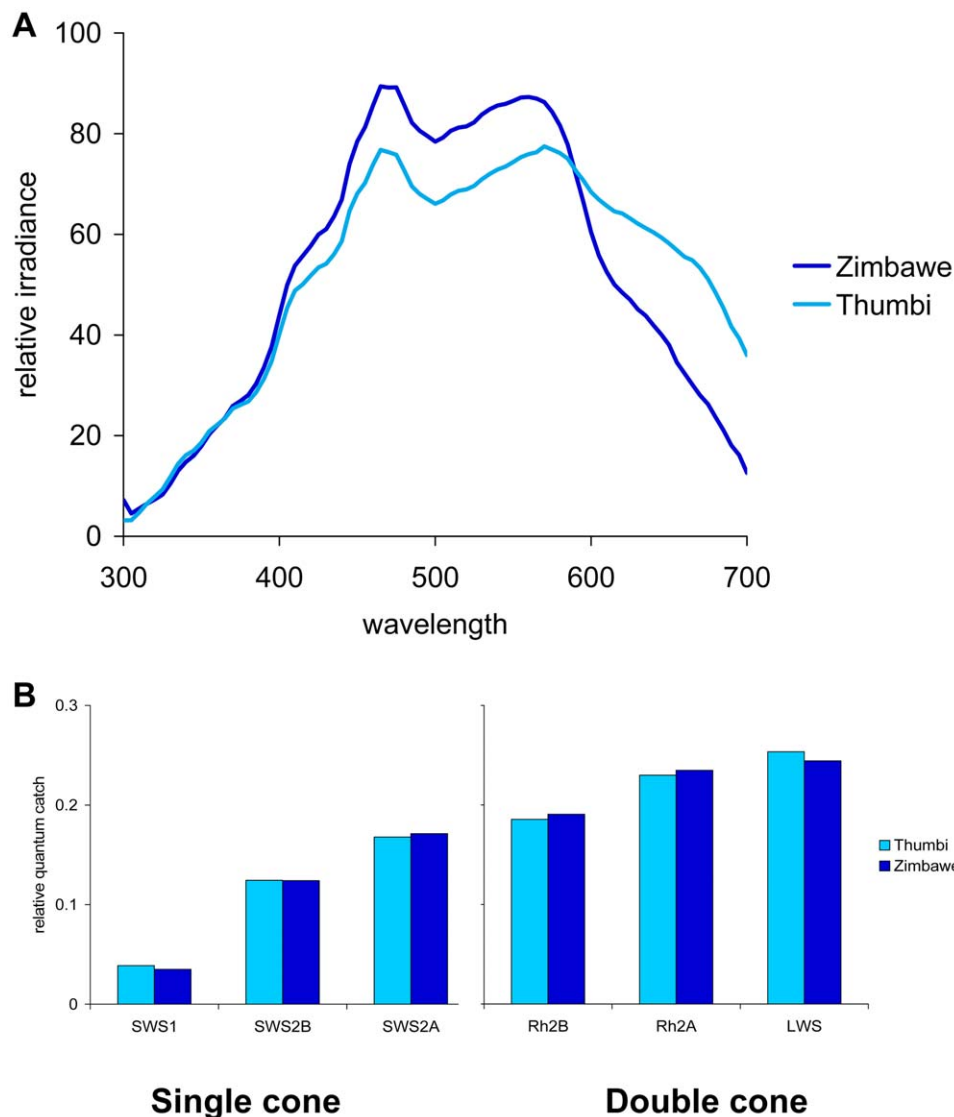 A
100
80
60
40
20
0
relative irradiance
300 400 500 600 700
wavelength
Zimbawe
Thumbi
B
0.3
0.2
0.1
0
relative quantum catch
SWS1 SWS2B SWS2A Rh2B Rh2A LWS
Thumbi
Zimbawe
Single cone Double cone